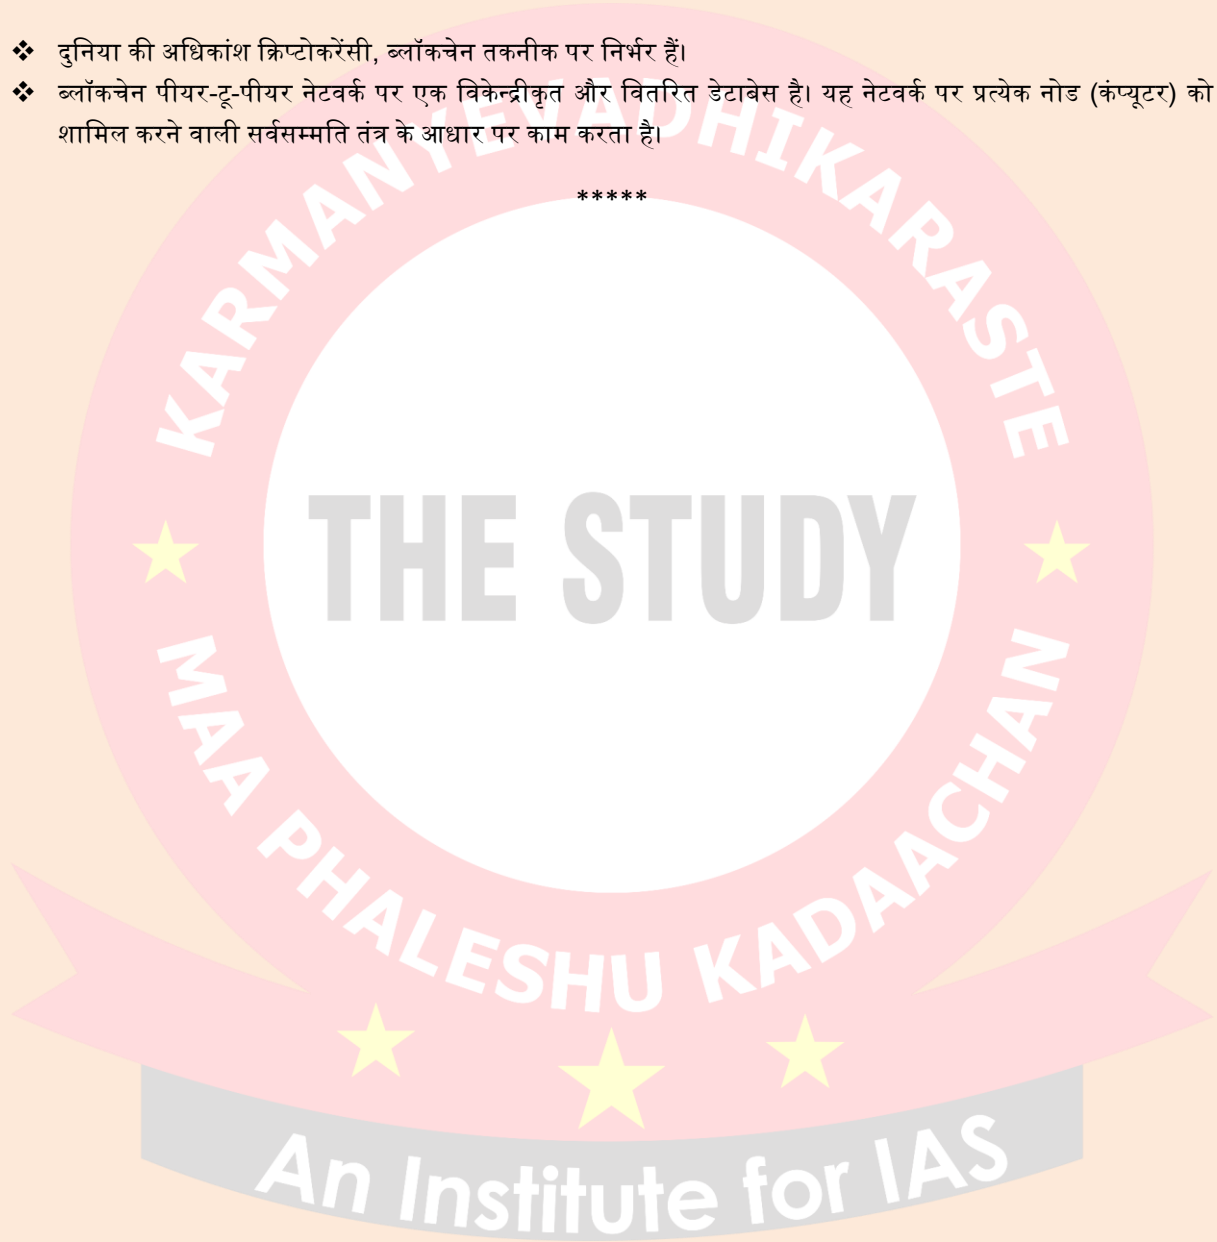 ❖ दुनिया की अधिकांश क्रिप्टोकरेंसी, ब्लॉकचेन तकनीक पर निर्भर हैं।
❖ ब्लॉकचेन पीयर-टू-पीयर नेटवर्क पर एक विकेन्द्रीकृत और वितरित डेटाबेस है। यह नेटवर्क पर प्रत्येक नोड (कंप्यूटर) को
शामिल करने वाली सर्वसम्मति तंत्र के आधार पर काम करता है।
*****
KARMANYEVADHIKARASTE
THE STUDY
MAA PHALESHU KADAACHAN
An Institute for IAS